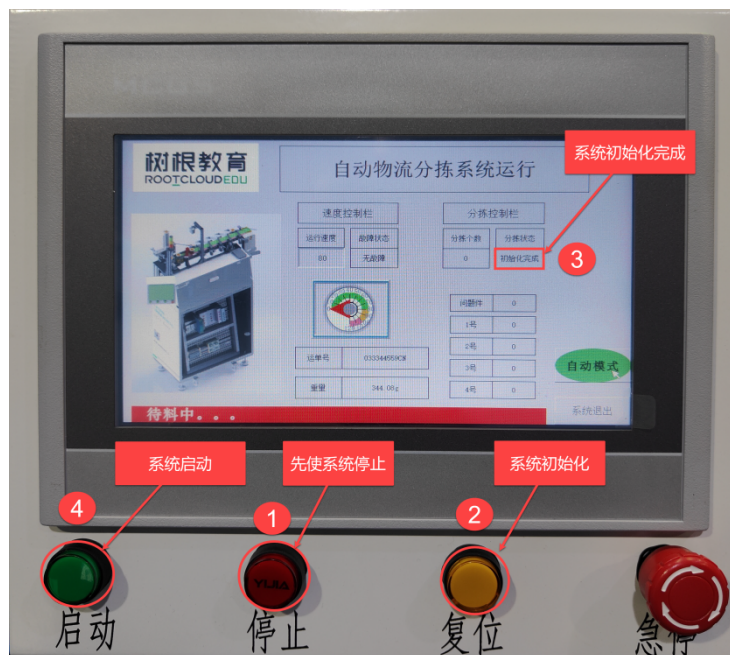 树根教育
ROOTCLOUDEDU
自动物流分拣系统运行
系统初始化完成
速度控制栏
分拣控制栏
运行速度 故障状态
分拣个数 分拣状态
80 无故障
0 初始化完成
3
问题件 0
1号 0
2号 0
3号 0
4号 0
运单号
重量 344.08g
自动模式
系统退出
待料中。。。
系统启动
先使系统停止
系统初始化
4
1
2
YIJIA
启动
停止
复位
急停